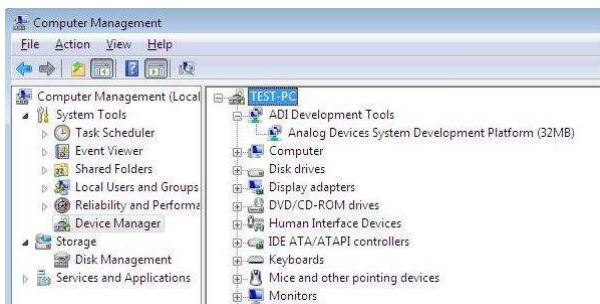 Computer Management
File Action View Help
Computer Management (Local
System Tools
Task Scheduler
Event Viewer
Shared Folders
Local Users and Groups
Reliability and Performa
Device Manager
Storage
Disk Management
Services and Applications
TEST-PC
ADI Development Tools
Analog Devices System Development Platform (32MB)
Computer
Disk drives
Display adapters
DVD/CD-ROM drives
Human Interface Devices
IDE ATA/ATAPI controllers
Keyboards
Mice and other pointing devices
Monitors